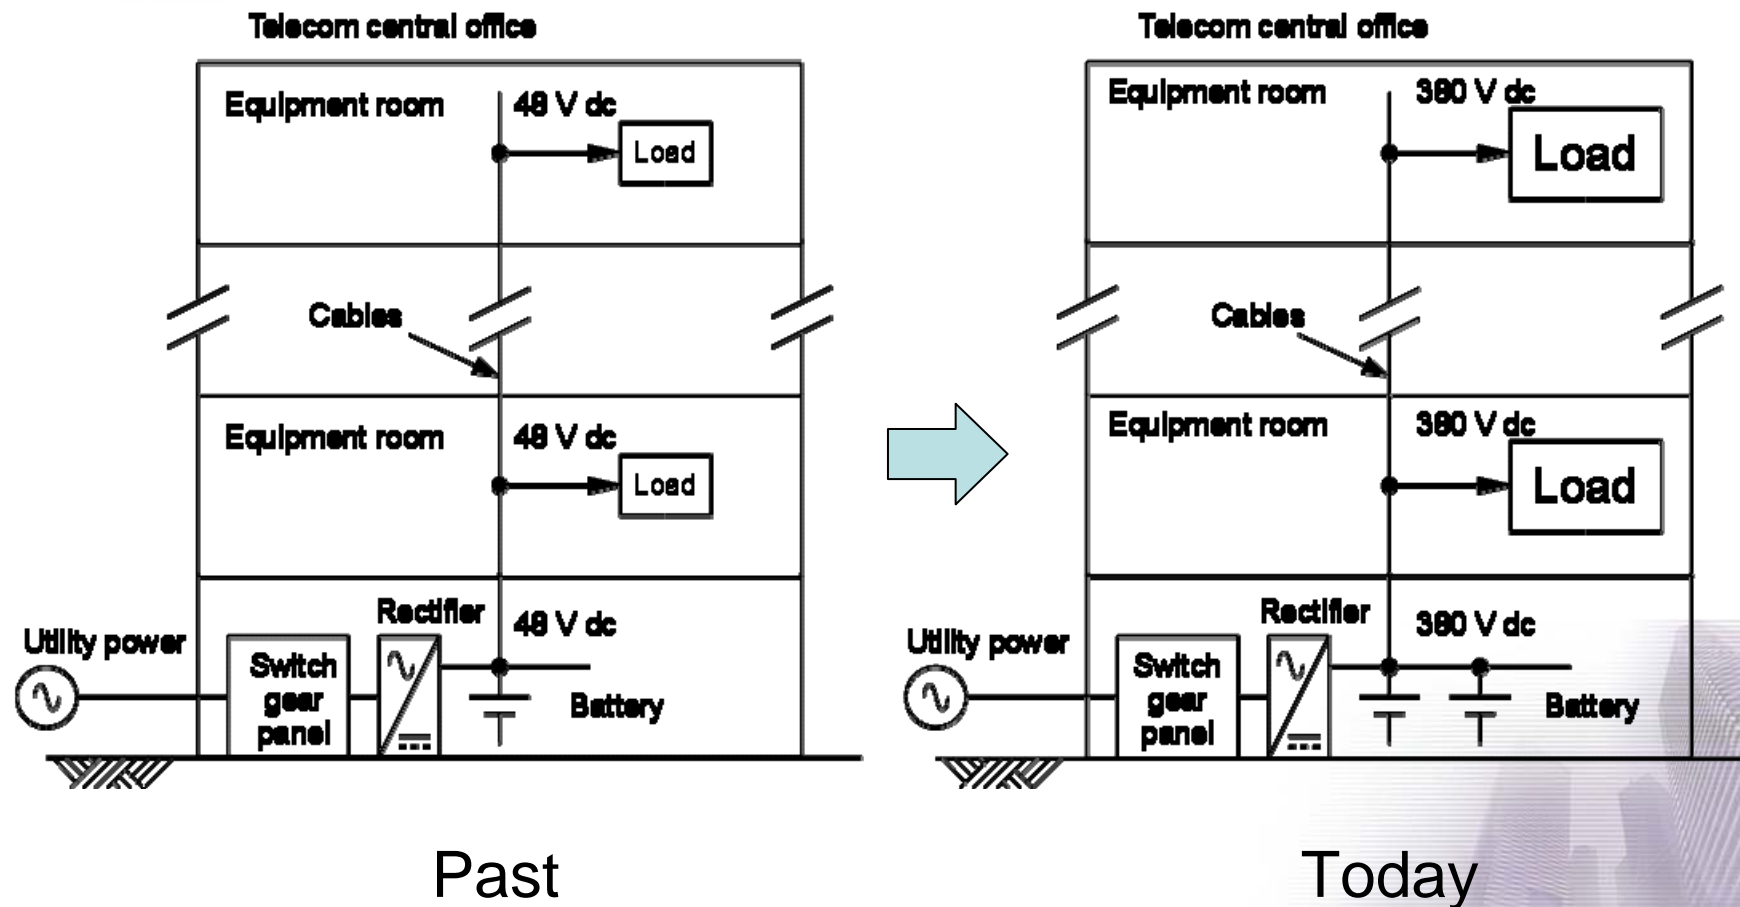 Telecom central office
Equipment room
48 V dc
Load
Cables
Equipment room
48 V dc
Load
Rectifier
48 V dc
Utility power
Switch
gear
panel
Battery
Past
Telecom central office
Equipment room
380 V dc
Load
Cables
Equipment room
380 V dc
Load
Rectifier
380 V dc
Utility power
Switch
gear
panel
Battery
Today